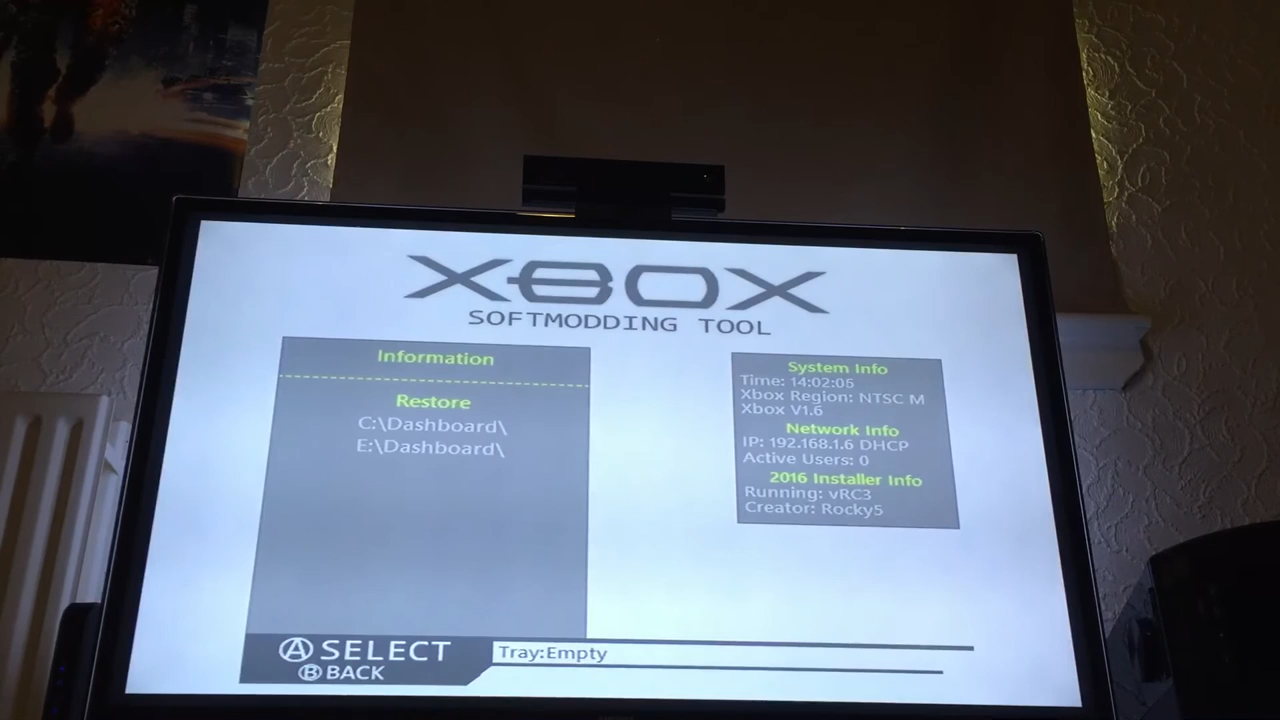 XBOX
SOFTMODDING TOOL
Information
Restore
C:\Dashboard\
E:\Dashboard\
System Info
Time: 14:02:05
Xbox Region: NTSC M
Xbox V1.6
Network Info
IP: 192.168.1.6 DHCP
Active Users: 0
2016 Installer Info
Running: vRC3
Creator: Rocky5
A SELECT
B BACK
Tray:Empty